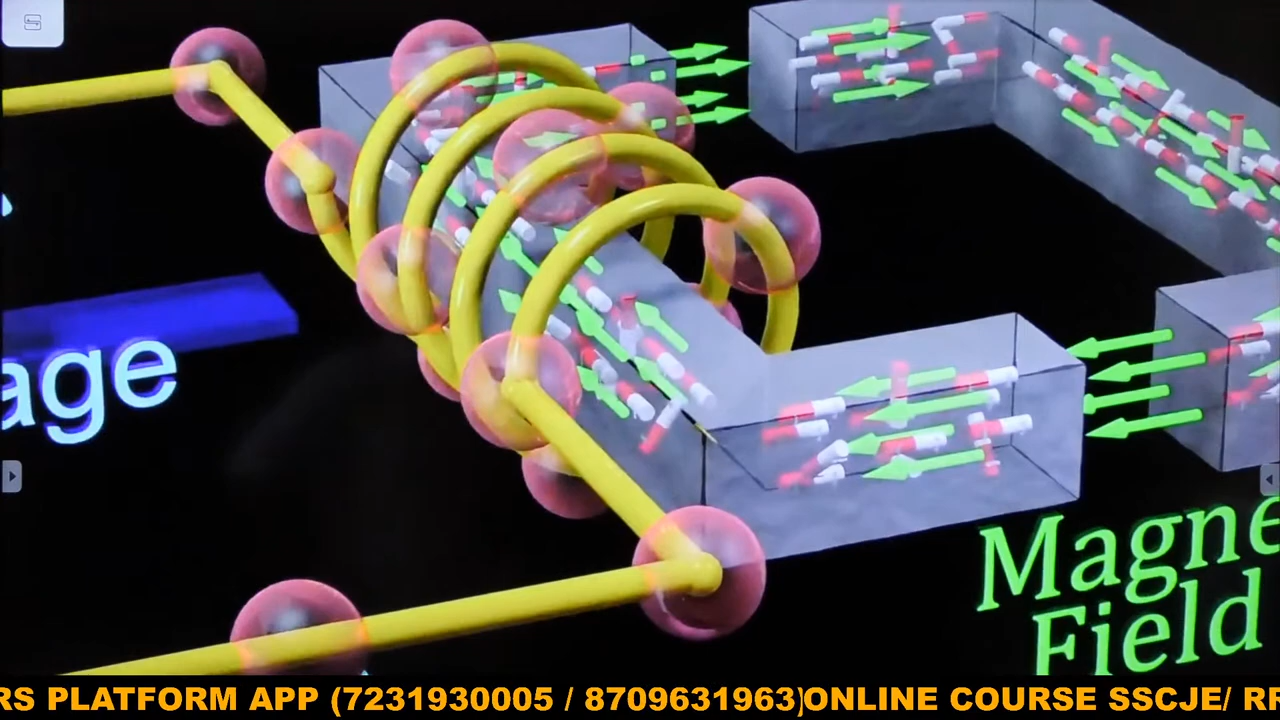 age
Magne
Field
RS PLATFORM APP (7231930005 / 8709631963)ONLINE COURSE SSCJE/ RR